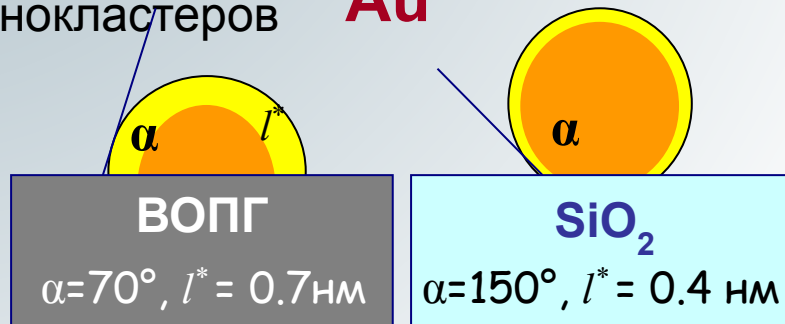 нокластеров
Au
α
l*
α
ВОПГ
α=70°, l* = 0.7нм
SiO₂
α=150°, l* = 0.4 нм